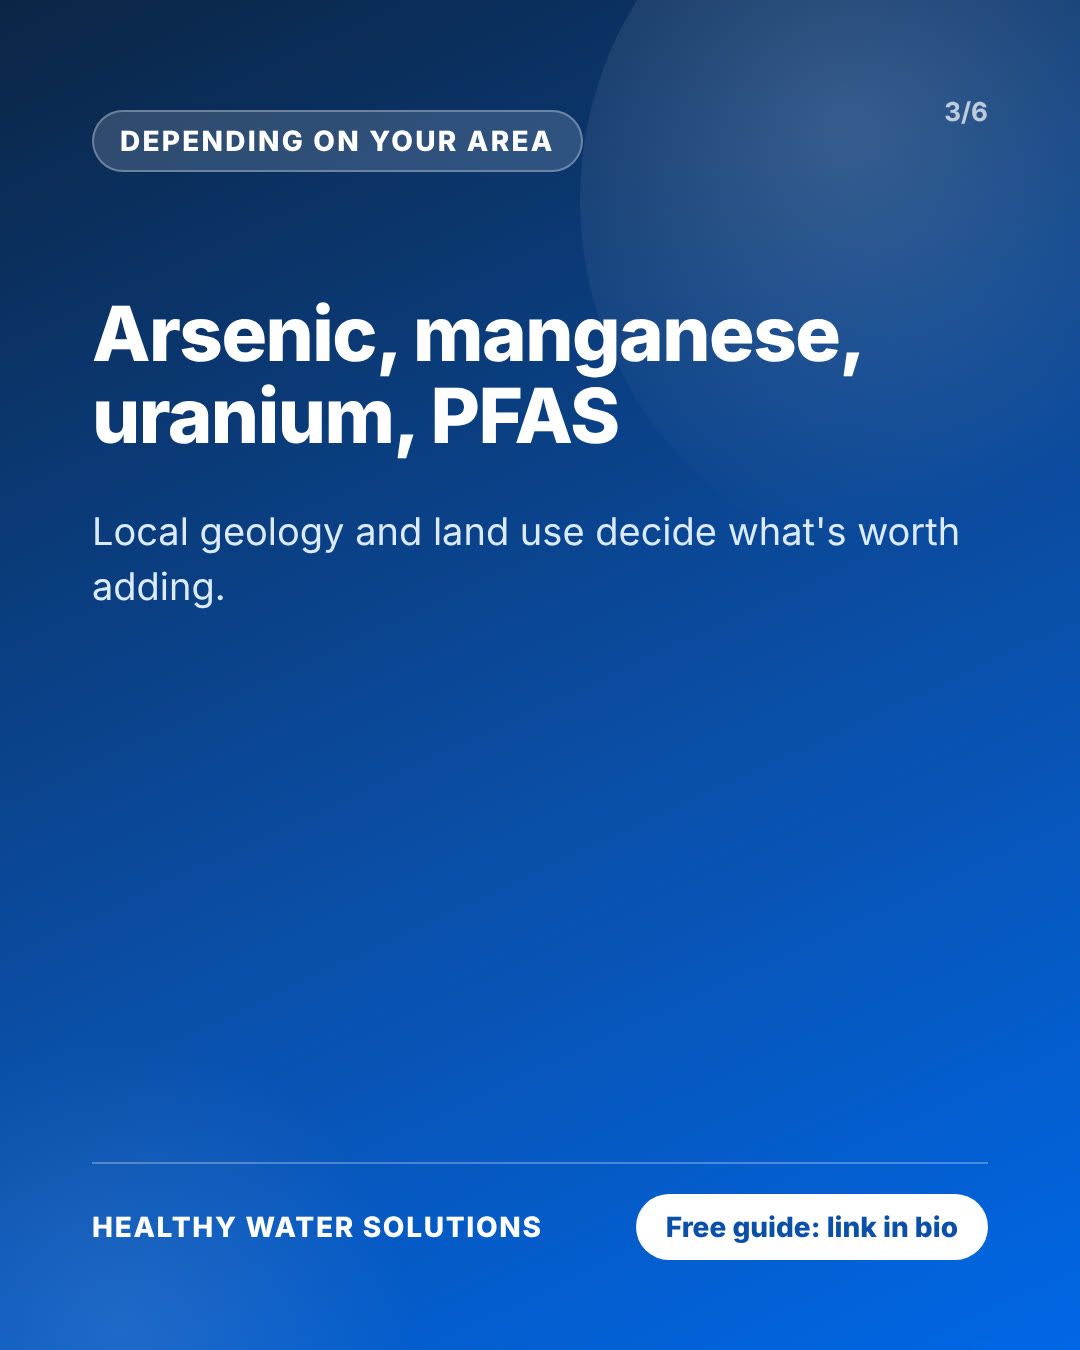 DEPENDING ON YOUR AREA
3/6
Arsenic, manganese,
uranium, PFAS
Local geology and land use decide what's worth
adding.
HEALTHY WATER SOLUTIONS
Free guide: link in bio